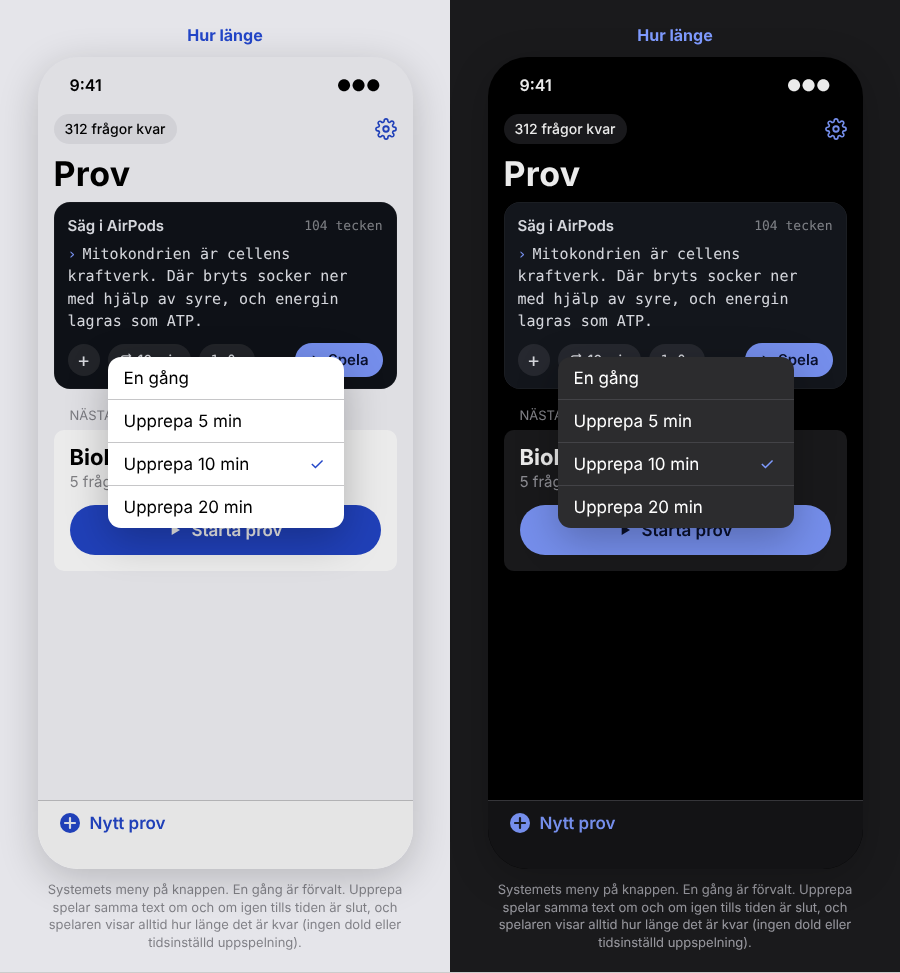 Hur länge
9:41
312 frågor kvar
Prov
Säg i AirPods
104 tecken
› Mitokondrien är cellens
kraftverk. Där bryts socker ner
med hjälp av syre, och energin
lagras som ATP.
+
Spela
En gång
Upprepa 5 min
Upprepa 10 min
Upprepa 20 min
5
Starta prov
Nytt prov
Systemets meny på knappen. En gång är förvalt. Upprepa
spelar samma text om och om igen tills tiden är slut, och
spelaren visar alltid hur länge det är kvar (ingen dold eller
tidsinställd uppspelning).
Hur länge
9:41
312 frågor kvar
Prov
Säg i AirPods
104 tecken
› Mitokondrien är cellens
kraftverk. Där bryts socker ner
med hjälp av syre, och energin
lagras som ATP.
+
Spela
En gång
Upprepa 5 min
Upprepa 10 min
Upprepa 20 min
5
Starta prov
Nytt prov
Systemets meny på knappen. En gång är förvalt. Upprepa
spelar samma text om och om igen tills tiden är slut, och
spelaren visar alltid hur länge det är kvar (ingen dold eller
tidsinställd uppspelning).